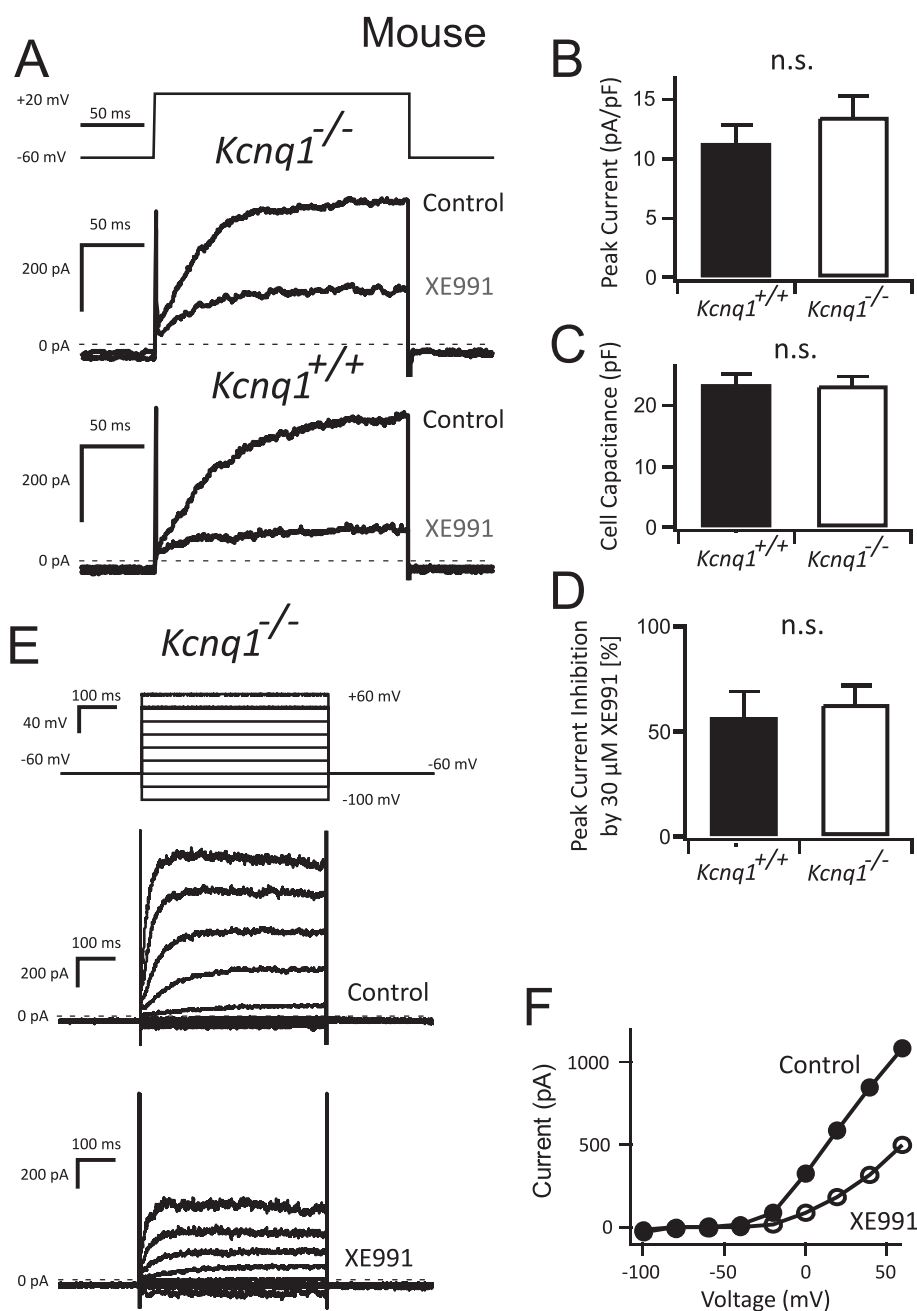 Mouse
A
+20 mV
50 ms
-60 mV
Kcnq1-/-
Control
50 ms
200 pA
XE991
0 pA
Kcnq1+/+
Control
50 ms
200 pA
XE991
0 pA
B
n.s.
Peak Current (pA/pF)
15
10
5
0
Kcnq1+/+
Kcnq1-/-
C
n.s.
Cell Capacitance (pF)
20
10
0
Kcnq1+/+
Kcnq1-/-
D
n.s.
Peak Current Inhibition
by 30 µM XE991 [%]
100
50
0
Kcnq1+/+
Kcnq1-/-
E
Kcnq1-/-
100 ms
+60 mV
40 mV
-60 mV
-60 mV
-100 mV
100 ms
200 pA
Control
0 pA
100 ms
200 pA
XE991
0 pA
F
Current (pA)
1000
500
0
Control
XE991
-100
-50
0
50
Voltage (mV)